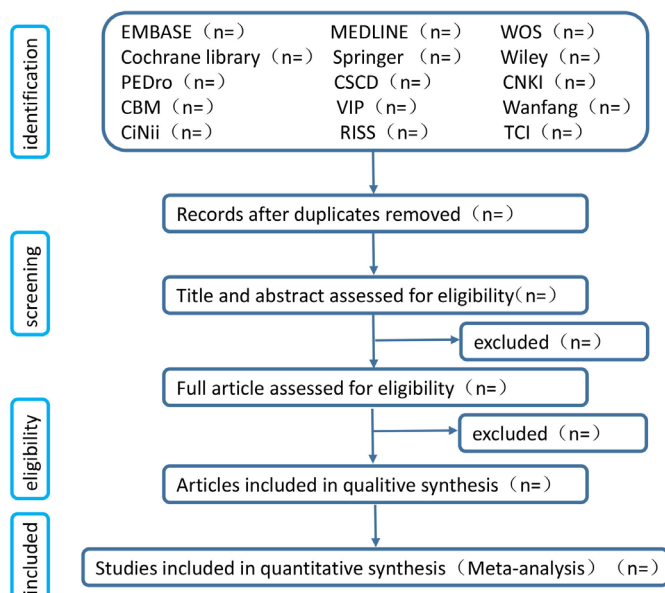 identification
EMBASE（n=） MEDLINE（n=） WOS（n=）
Cochrane library（n=） Springer（n=） Wiley（n=）
PEDro（n=） CSCD（n=） CNKI（n=）
CBM（n=） VIP（n=） Wanfang（n=）
CiNii（n=） RISS（n=） TCI（n=）
Records after duplicates removed（n=）
screening
Title and abstract assessed for eligibility（n=）
excluded（n=）
Full article assessed for eligibility（n=）
eligibility
excluded（n=）
Articles included in qualitive synthesis（n=）
included
Studies included in quantitative synthesis（Meta-analysis）（n=）